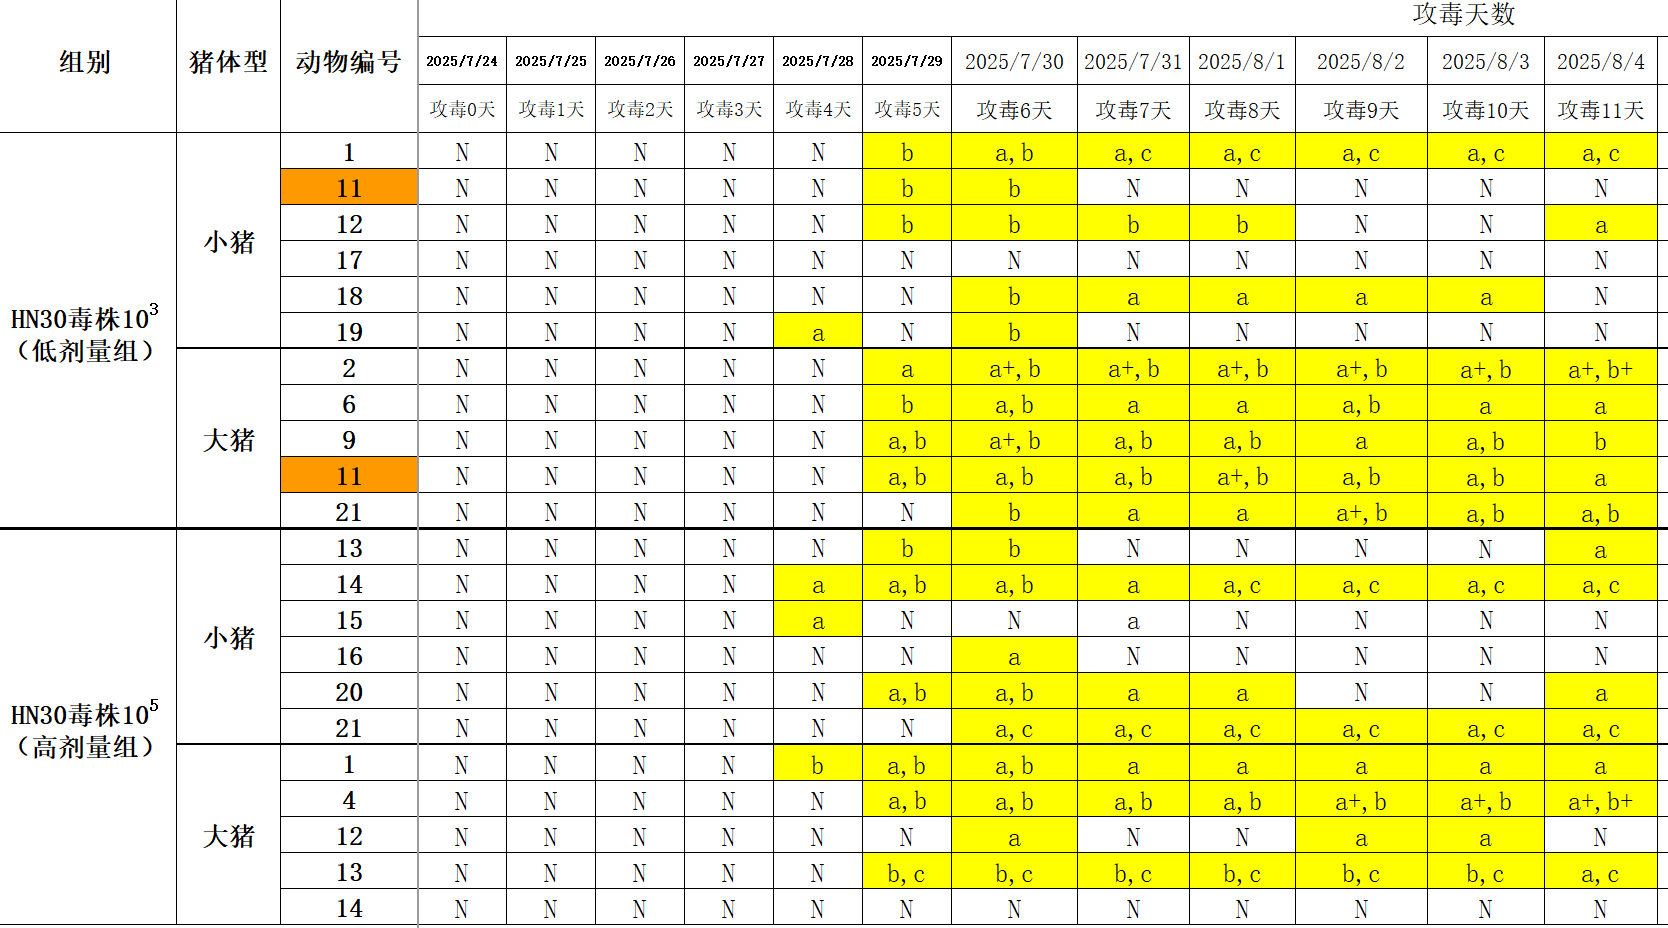 攻毒天数
组别 猪体型 动物编号 2025/7/24 2025/7/25 2025/7/26 2025/7/27 2025/7/28 2025/7/29 2025/7/30 2025/7/31 2025/8/1 2025/8/2 2025/8/3 2025/8/4
攻毒0天 攻毒1天 攻毒2天 攻毒3天 攻毒4天 攻毒5天 攻毒6天 攻毒7天 攻毒8天 攻毒9天 攻毒10天 攻毒11天
HN30毒株10³
（低剂量组）
小猪
1 N N N N N b a,b a,c a,c a,c a,c a,c
11 N N N N N b b N N N N N
12 N N N N N b b b b N N a
17 N N N N N N N N N N N N
18 N N N N N N b a a a a N
19 N N N N a N b N N N N N
大猪
2 N N N N N a a+,b a+,b a+,b a+,b a+,b a+,b+
6 N N N N N b a,b a a a,b a a
9 N N N N N a,b a+,b a,b a,b a a,b b
11 N N N N N a,b a,b a,b a+,b a,b a,b a
21 N N N N N N b a a a+,b a,b a,b
HN30毒株10⁵
（高剂量组）
小猪
13 N N N N N b b N N N N a
14 N N N N a a,b a,b a a,c a,c a,c a,c
15 N N N N a N N a N N N N
16 N N N N N N a N N N N N
20 N N N N N a,b a,b a a N N a
21 N N N N N N a,c a,c a,c a,c a,c a,c
大猪
1 N N N N b a,b a,b a a a a a
4 N N N N N a,b a,b a,b a,b a+,b a+,b a+,b+
12 N N N N N N a N N a a N
13 N N N N N b,c b,c b,c b,c b,c b,c a,c
14 N N N N N N N N N N N N